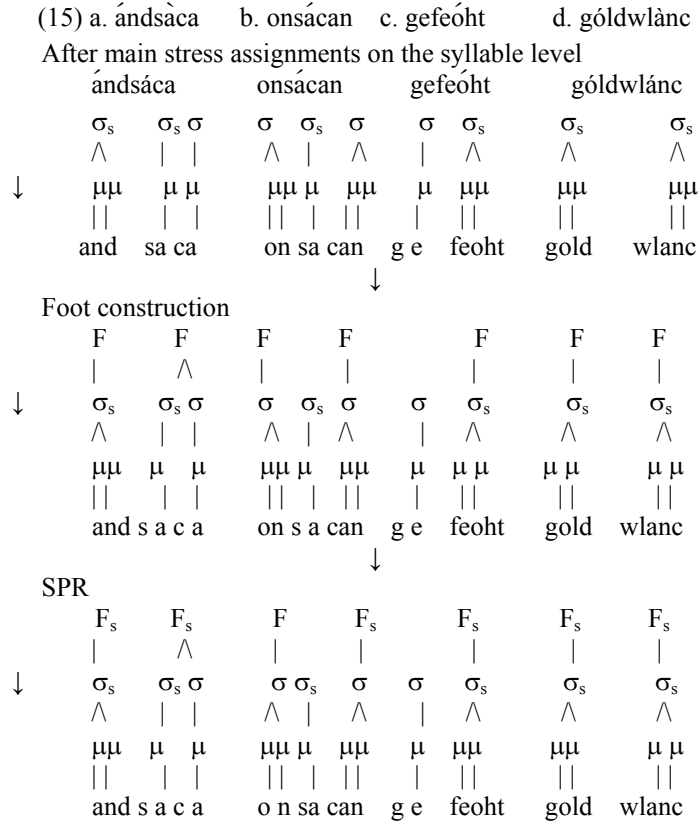 (15) a. ándsàca b. onsácan c. gefeóht d. góldwlànc
After main stress assignments on the syllable level
ándsáca onsácan gefeóht góldwlánc
σs σs σ σ σs σ σ σs σs σs
/\ | | /\ | /\ | /\ /\ /\
↓ μμ μ μ μμ μ μμ μ μμ μμ μμ
|| | | || | || | || || ||
and sa ca on sa can g e feoht gold wlanc
↓
Foot construction
F F F F F F F
| /\ | | | | |
↓ σs σs σ σ σs σ σ σs σs σs
/\ | | /\ | /\ | /\ /\ /\
μμ μ μ μμ μ μμ μ μ μ μ μ μ μ
|| | | || | || | || || ||
and s a c a on s a can g e feoht gold wlanc
↓
SPR
Fs Fs F Fs Fs Fs Fs
| /\ | | | | |
↓ σs σs σ σ σs σ σ σs σs σs
/\ | | /\ | /\ | /\ /\ /\
μμ μ μ μμ μ μμ μ μμ μμ μ μ
|| | | || | || | || || ||
and s a c a o n sa can g e feoht gold wlanc